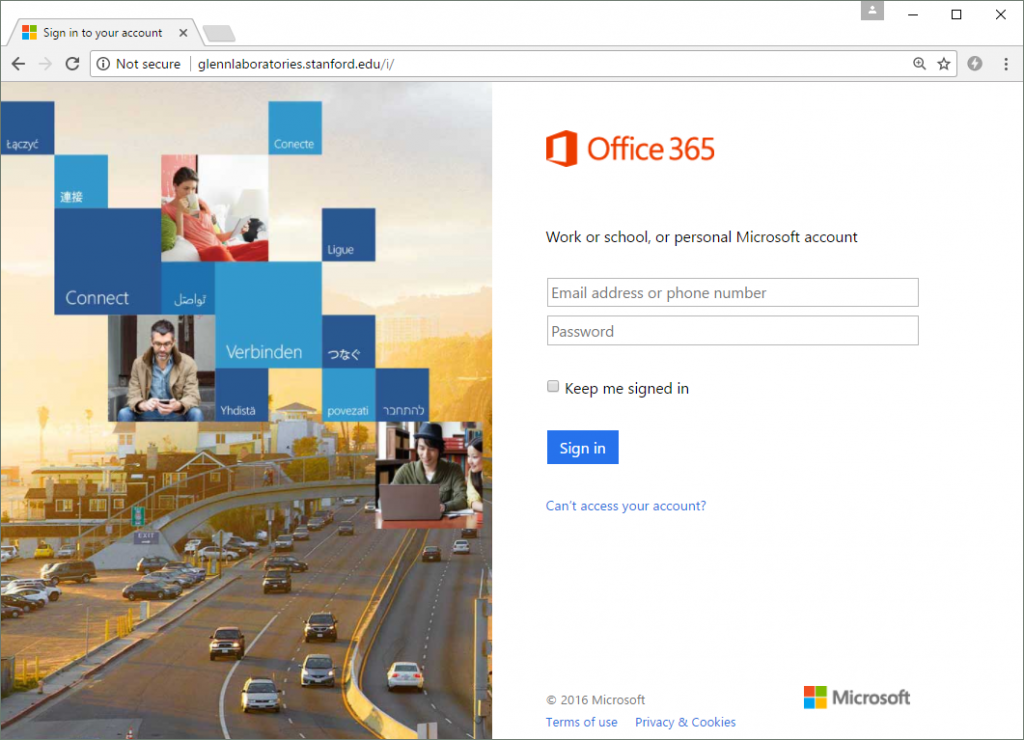 Sign in to your account
Not secure
glennlaboratories.stanford.edu/i/
Łączyć
Conecte
連接
Ligue
Connect
تواصل
Verbinden
つなぐ
Yhdistä
povezati
להתחבר
EXIT
Office 365
Work or school, or personal Microsoft account
Email address or phone number
Password
Keep me signed in
Sign in
Can't access your account?
© 2016 Microsoft
Microsoft
Terms of use Privacy & Cookies